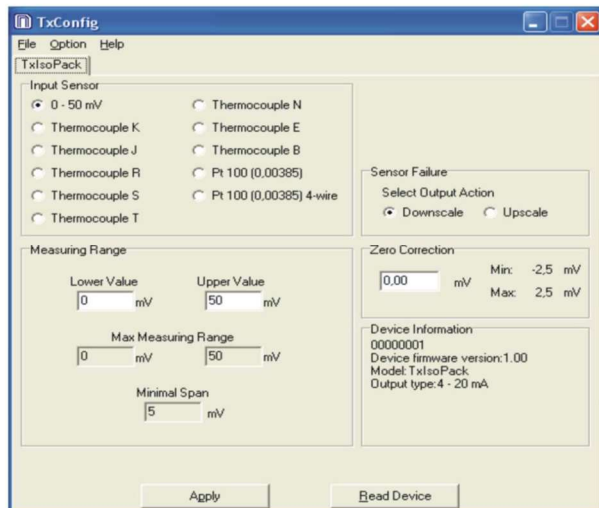 TxConfig
File Option Help
TxIsoPack
Input Sensor
0 - 50 mV
Thermocouple N
Thermocouple K
Thermocouple E
Thermocouple J
Thermocouple B
Thermocouple R
Pt 100 (0,00385)
Thermocouple S
Pt 100 (0,00385) 4-wire
Thermocouple T
Sensor Failure
Select Output Action
Downscale Upscale
Measuring Range
Lower Value Upper Value
0 mV 50 mV
Max Measuring Range
0 mV 50 mV
Minimal Span
5 mV
Zero Correction
0,00 mV
Min: -2,5 mV
Max: 2,5 mV
Device Information
00000001
Device firmware version:1.00
Model:TxIsoPack
Output type:4 - 20 mA
Apply Read Device